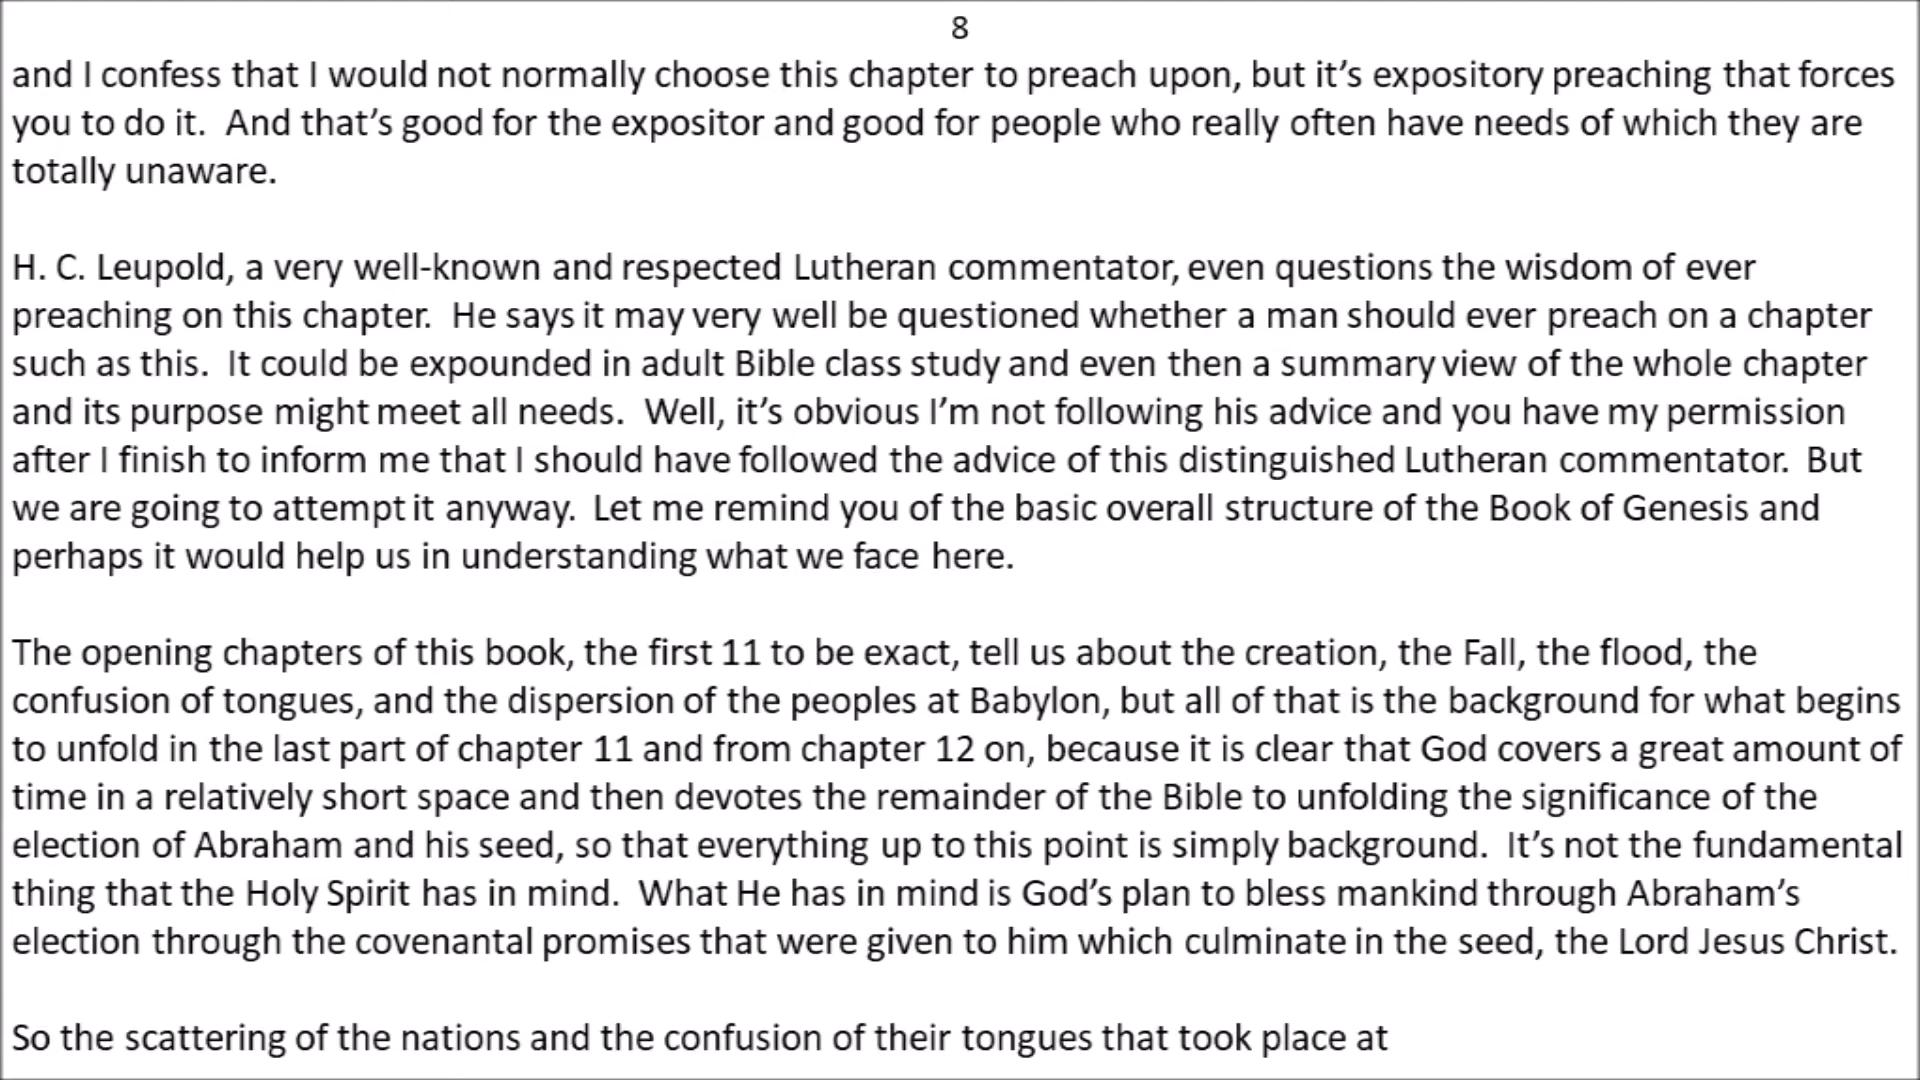 8
and I confess that I would not normally choose this chapter to preach upon, but it’s expository preaching that forces
you to do it.  And that’s good for the expositor and good for people who really often have needs of which they are
totally unaware.
H. C. Leupold, a very well-known and respected Lutheran commentator, even questions the wisdom of ever
preaching on this chapter.  He says it may very well be questioned whether a man should ever preach on a chapter
such as this.  It could be expounded in adult Bible class study and even then a summary view of the whole chapter
and its purpose might meet all needs.  Well, it’s obvious I’m not following his advice and you have my permission
after I finish to inform me that I should have followed the advice of this distinguished Lutheran commentator.  But
we are going to attempt it anyway.  Let me remind you of the basic overall structure of the Book of Genesis and
perhaps it would help us in understanding what we face here.
The opening chapters of this book, the first 11 to be exact, tell us about the creation, the Fall, the flood, the
confusion of tongues, and the dispersion of the peoples at Babylon, but all of that is the background for what begins
to unfold in the last part of chapter 11 and from chapter 12 on, because it is clear that God covers a great amount of
time in a relatively short space and then devotes the remainder of the Bible to unfolding the significance of the
election of Abraham and his seed, so that everything up to this point is simply background.  It’s not the fundamental
thing that the Holy Spirit has in mind.  What He has in mind is God’s plan to bless mankind through Abraham’s
election through the covenantal promises that were given to him which culminate in the seed, the Lord Jesus Christ.
So the scattering of the nations and the confusion of their tongues that took place at